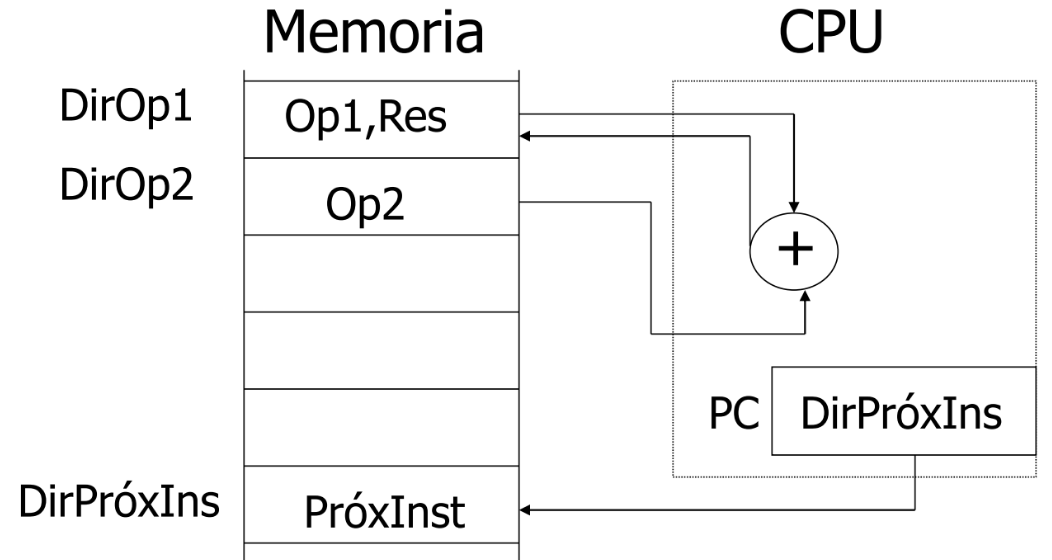 Memoria
CPU
DirOp1
Op1,Res
DirOp2
Op2
+
PC
DirPróxIns
DirPróxIns
PróxInst